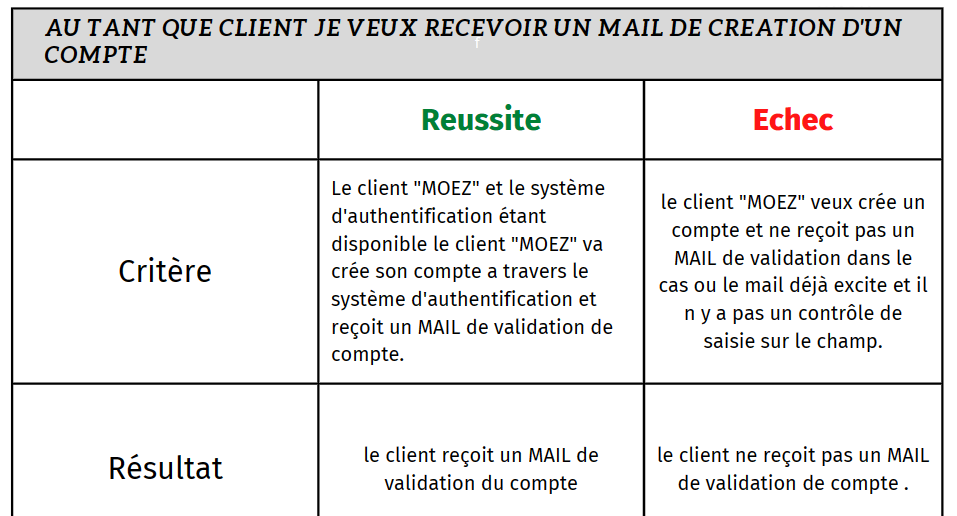 AU TANT QUE CLIENT JE VEUX RECEVOIR UN MAIL DE CREATION D'UN
COMPTE
Reussite
Echec
Critère
Le client "MOEZ" et le système
d'authentification étant
disponible le client "MOEZ" va
crée son compte a travers le
système d'authentification et
reçoit un MAIL de validation de
compte.
le client "MOEZ" veux crée un
compte et ne reçoit pas un
MAIL de validation dans le
cas ou le mail déjà excite et il
n y a pas un contrôle de
saisie sur le champ.
Résultat
le client reçoit un MAIL de
validation du compte
le client ne reçoit pas un MAIL
de validation de compte .